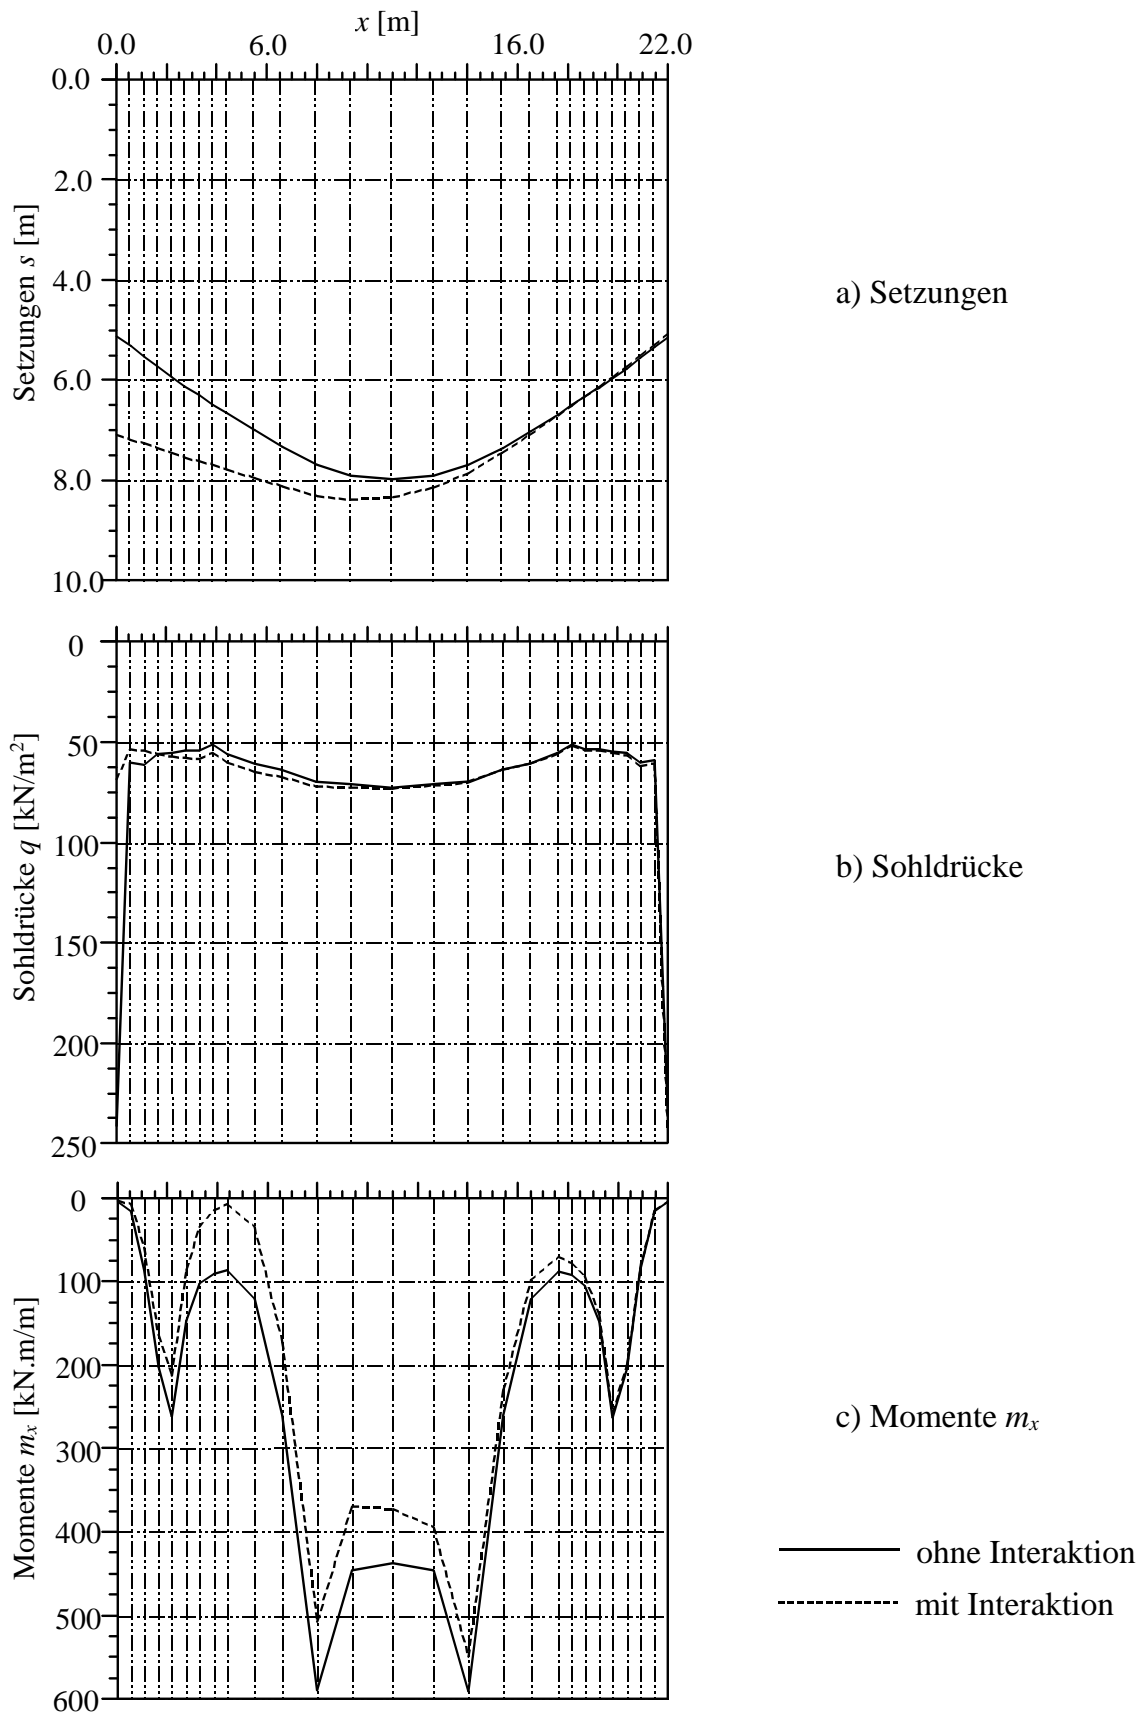 x [m]
0.0 6.0 16.0 22.0
0.0
2.0
4.0
6.0
8.0
10.0
Setzungen s [m]
a) Setzungen
0
50
100
150
200
250
Sohldrücke q [kN/m²]
b) Sohldrücke
0
100
200
300
400
500
600
Momente mₓ [kN.m/m]
c) Momente mₓ
ohne Interaktion
mit Interaktion